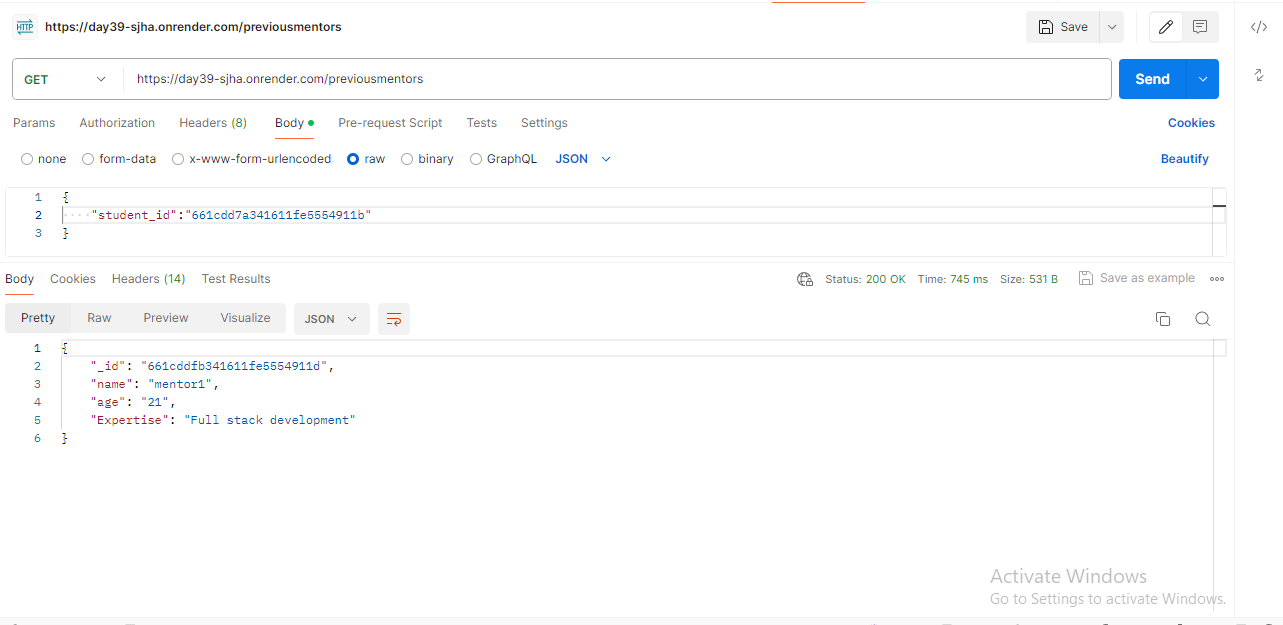 HTTP https://day39-sjha.onrender.com/previousmentors Save
GET https://day39-sjha.onrender.com/previousmentors Send
Params Authorization Headers (8) Body Pre-request Script Tests Settings Cookies
none form-data x-www-form-urlencoded raw binary GraphQL JSON Beautify
1 {
2 ····"student_id":"661cdd7a341611fe5554911b"
3 }
Body Cookies Headers (14) Test Results Status: 200 OK Time: 745 ms Size: 531 B Save as example
Pretty Raw Preview Visualize JSON
1 {
2 "_id": "661cddfb341611fe5554911d",
3 "name": "mentor1",
4 "age": "21",
5 "Expertise": "Full stack development"
6 }
Activate Windows
Go to Settings to activate Windows.